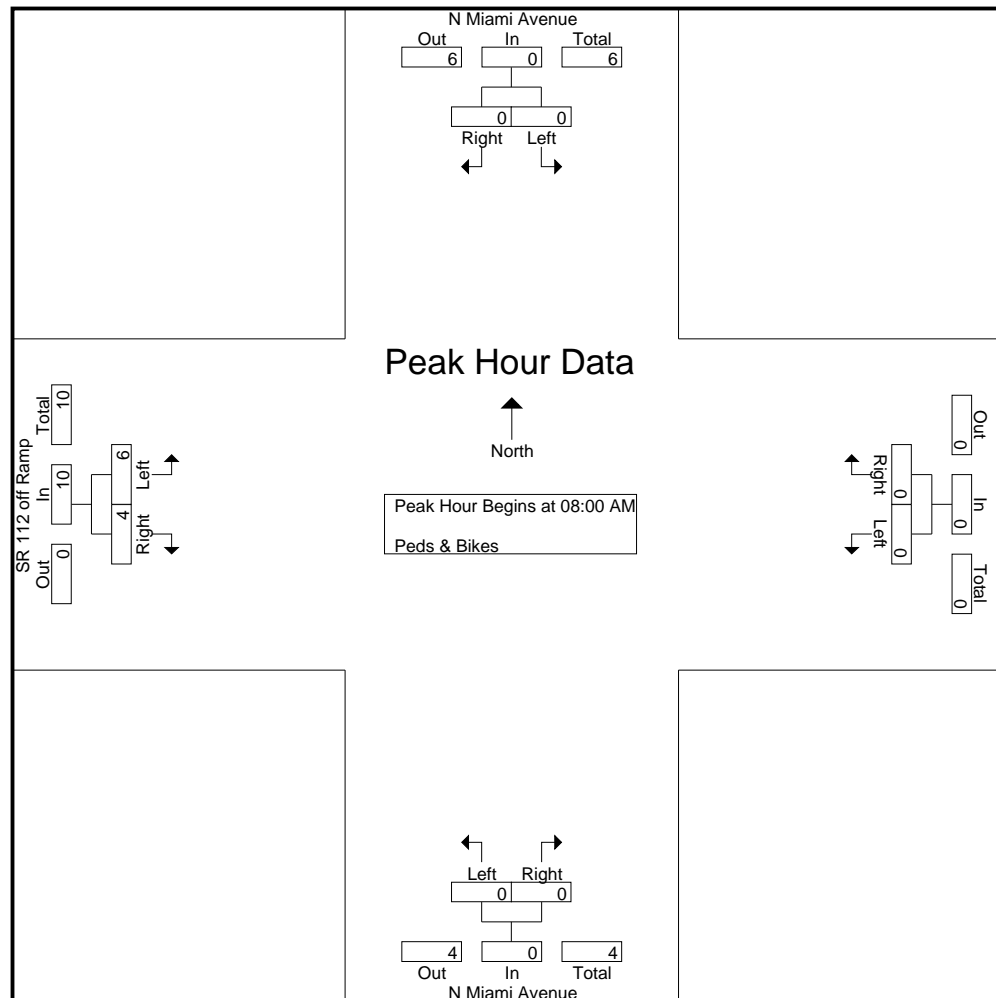 N Miami Avenue
Out In Total
6 0 6
0 0
Right Left
Peak Hour Data
North
Peak Hour Begins at 08:00 AM
Peds & Bikes
SR 112 off Ramp
Out In Total
0 10 10
Right Left
4 6
Right Left
0 0
Out In Total
0 0 0
Left Right
0 0
4 0 4
Out In Total
N Miami Avenue